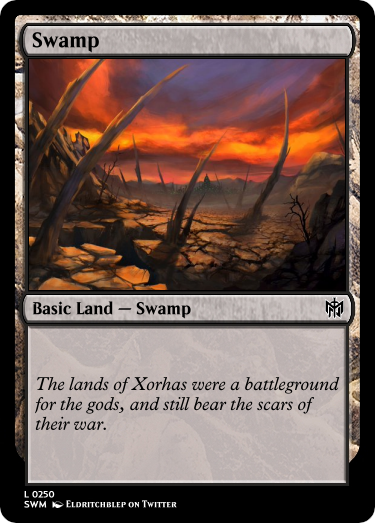 Swamp
Basic Land — Swamp
The lands of Xorhas were a battleground
for the gods, and still bear the scars of
their war.
L 0250
SWM Eldritchblep on Twitter